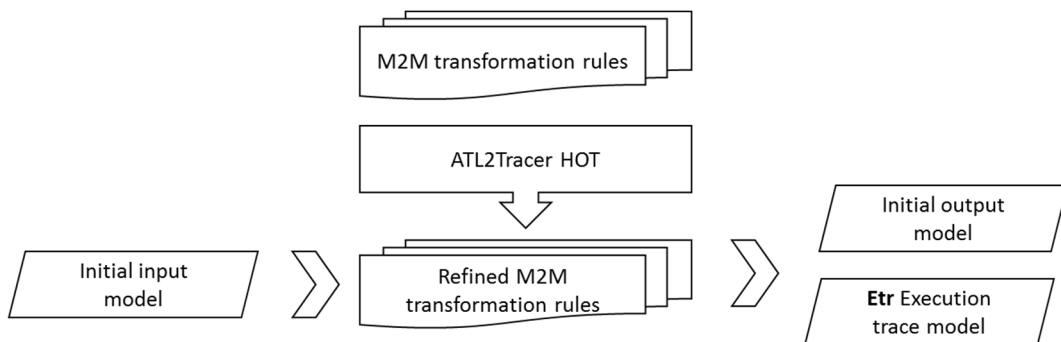 M2M transformation rules
ATL2Tracer HOT
Initial input
model
Refined M2M
transformation rules
Initial output
model
Etr Execution
trace model